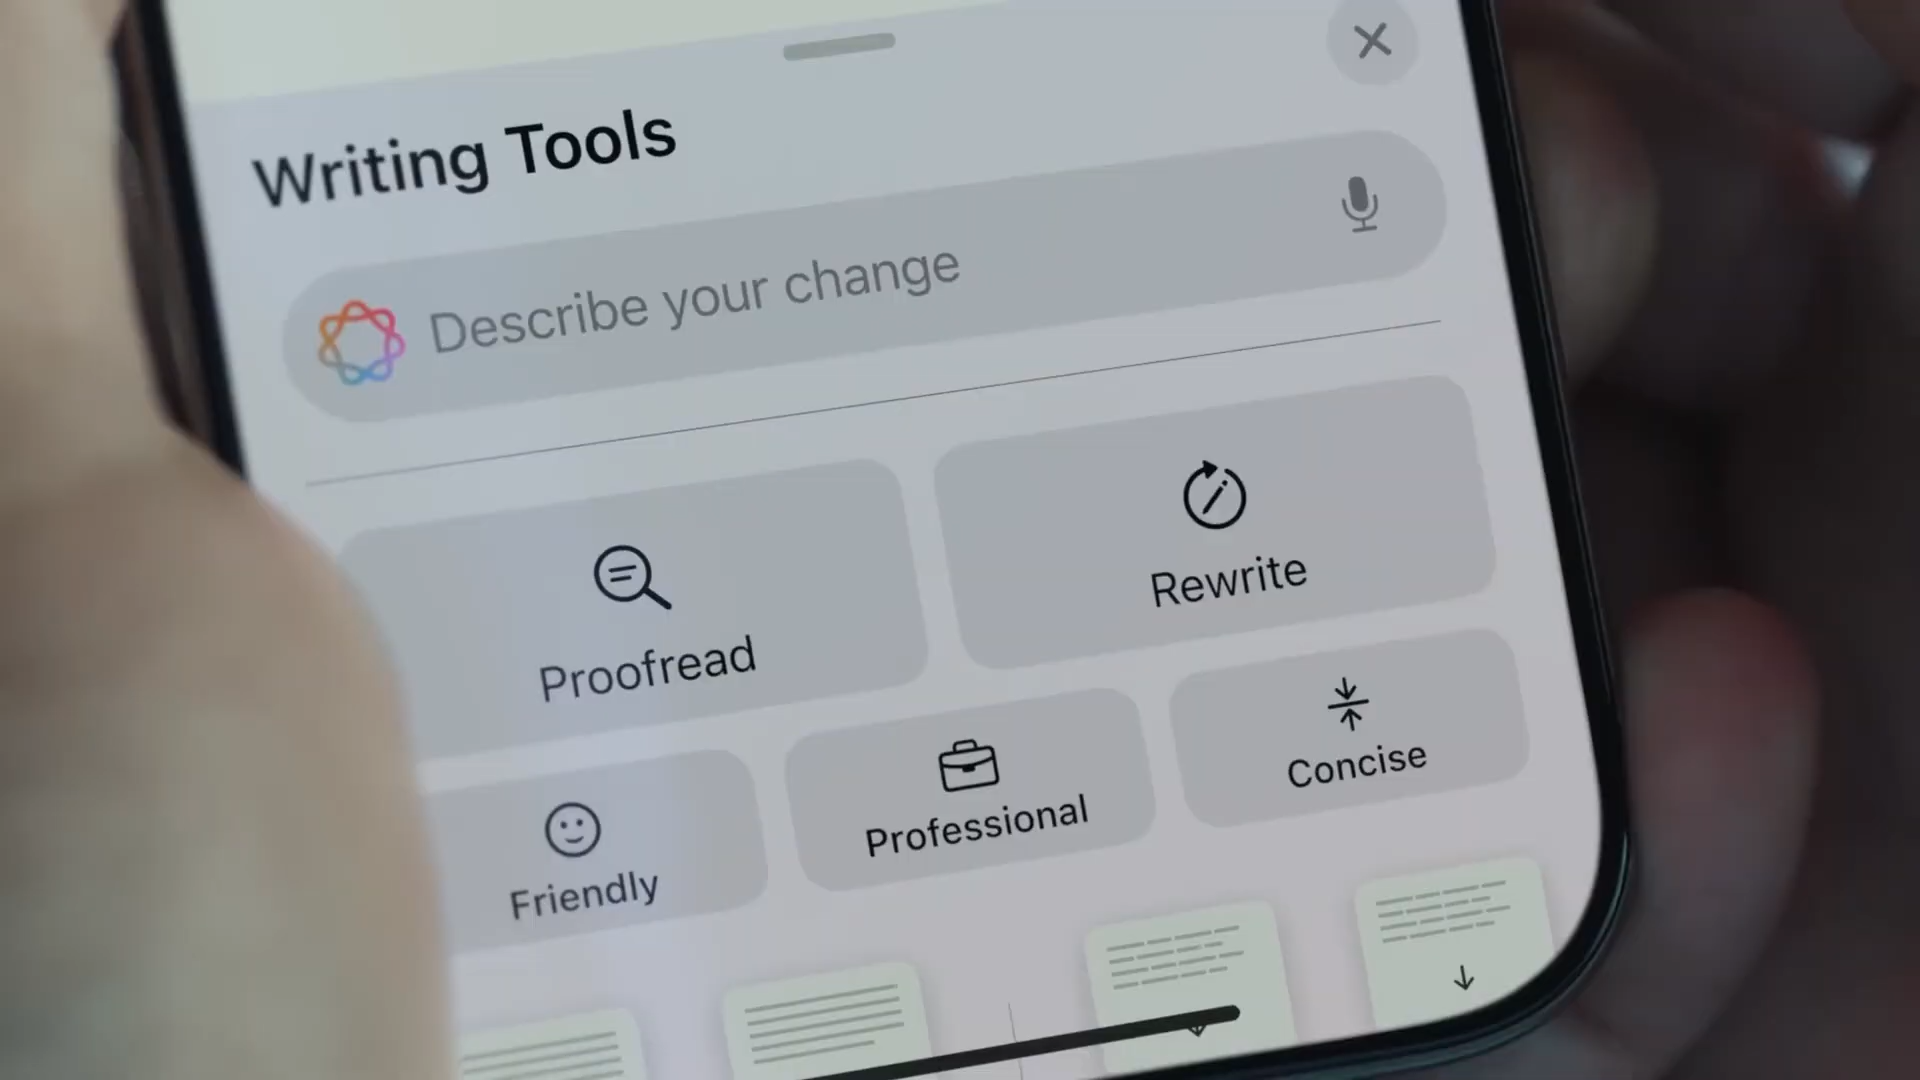 Writing Tools
Describe your change
Proofread
Rewrite
Friendly
Professional
Concise